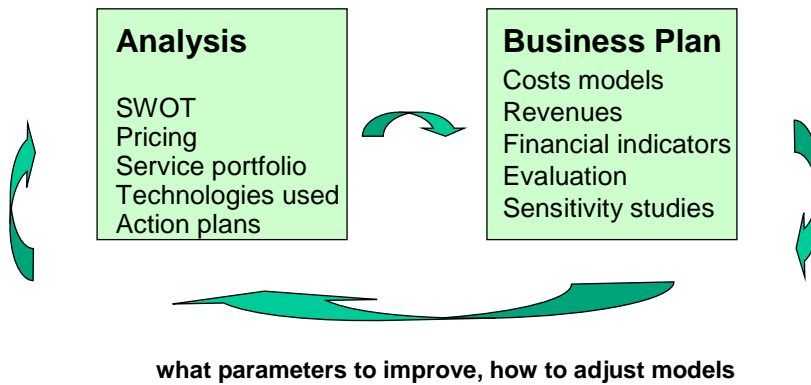 Analysis
SWOT
Pricing
Service portfolio
Technologies used
Action plans
Business Plan
Costs models
Revenues
Financial indicators
Evaluation
Sensitivity studies
what parameters to improve, how to adjust models